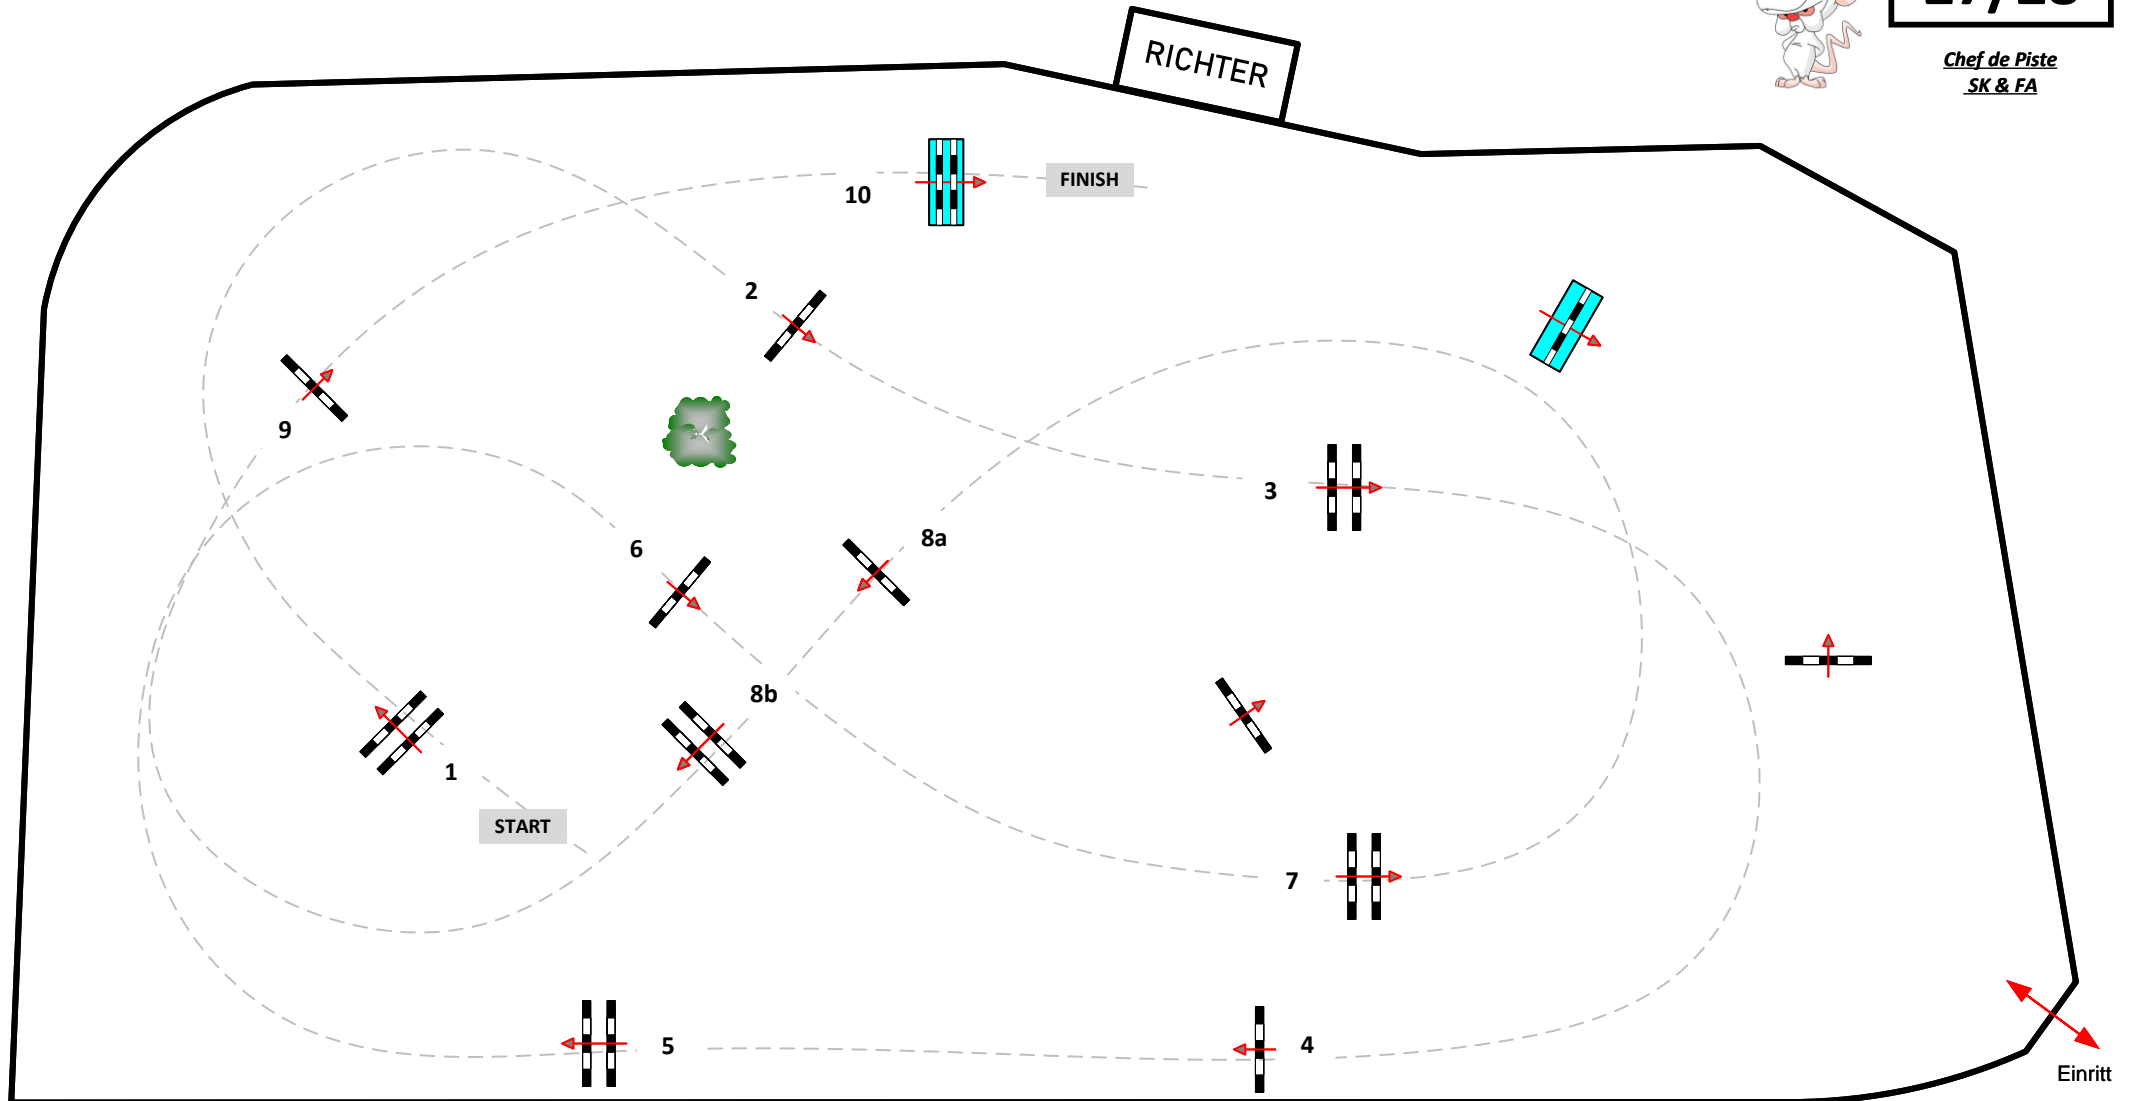 RICHTER
Chef de Piste
SK & FA
10
FINISH
2
9
3
6
8a
8b
1
START
7
5
4
Einritt